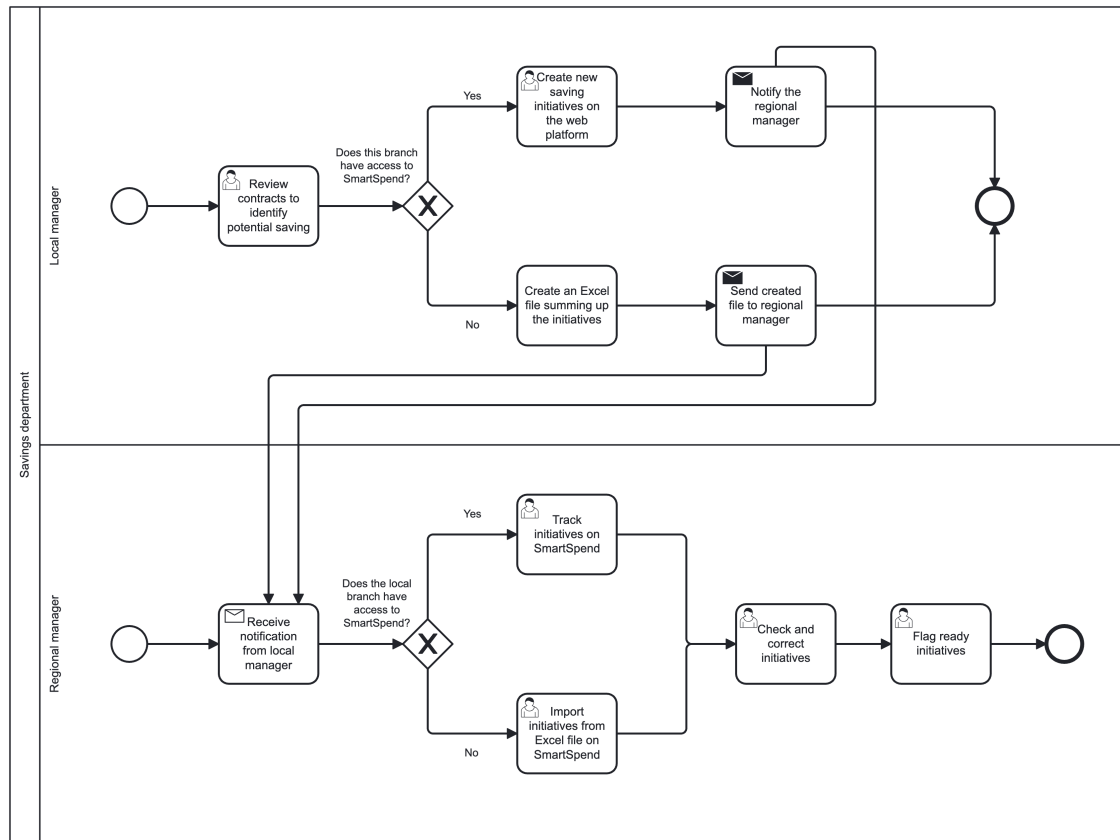 Savings department
Local manager
Review
contracts to
identify
potential saving
Does this branch
have access to
SmartSpend?
Yes
Create new
saving
initiatives on
the web
platform
Notify the
regional
manager
No
Create an Excel
file summing up
the initiatives
Send created
file to regional
manager
Regional manager
Receive
notification
from local
manager
Does the local
branch have
access to
SmartSpend?
Yes
Track
initiatives on
SmartSpend
No
Import
initiatives from
Excel file on
SmartSpend
Check and
correct
initiatives
Flag ready
initiatives